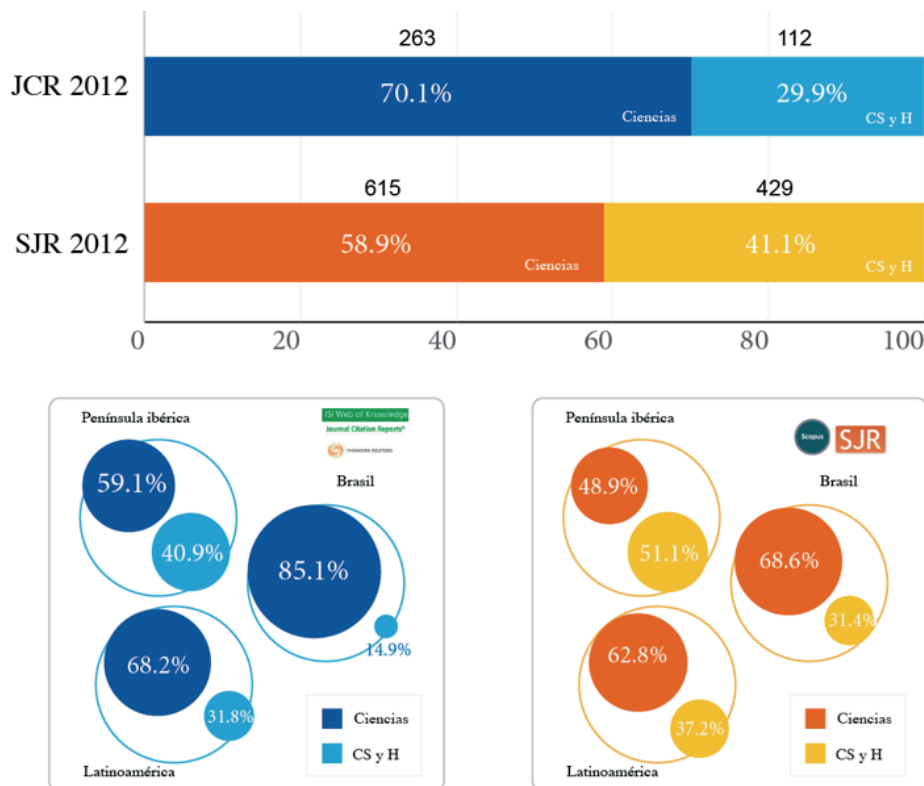 263 112
JCR 2012
70.1% 29.9%
Ciencias CS y H
615 429
SJR 2012
58.9% 41.1%
Ciencias CS y H
0 20 40 60 80 100
Península ibérica
ISI Web of Knowledge
Journal Citation Reports®
THOMSON REUTERS
59.1%
40.9%
Brasil
85.1%
14.9%
68.2%
31.8%
Latinoamérica
Ciencias
CS y H
Península ibérica
Scopus
SJR
48.9%
51.1%
Brasil
68.6%
31.4%
62.8%
37.2%
Latinoamérica
Ciencias
CS y H